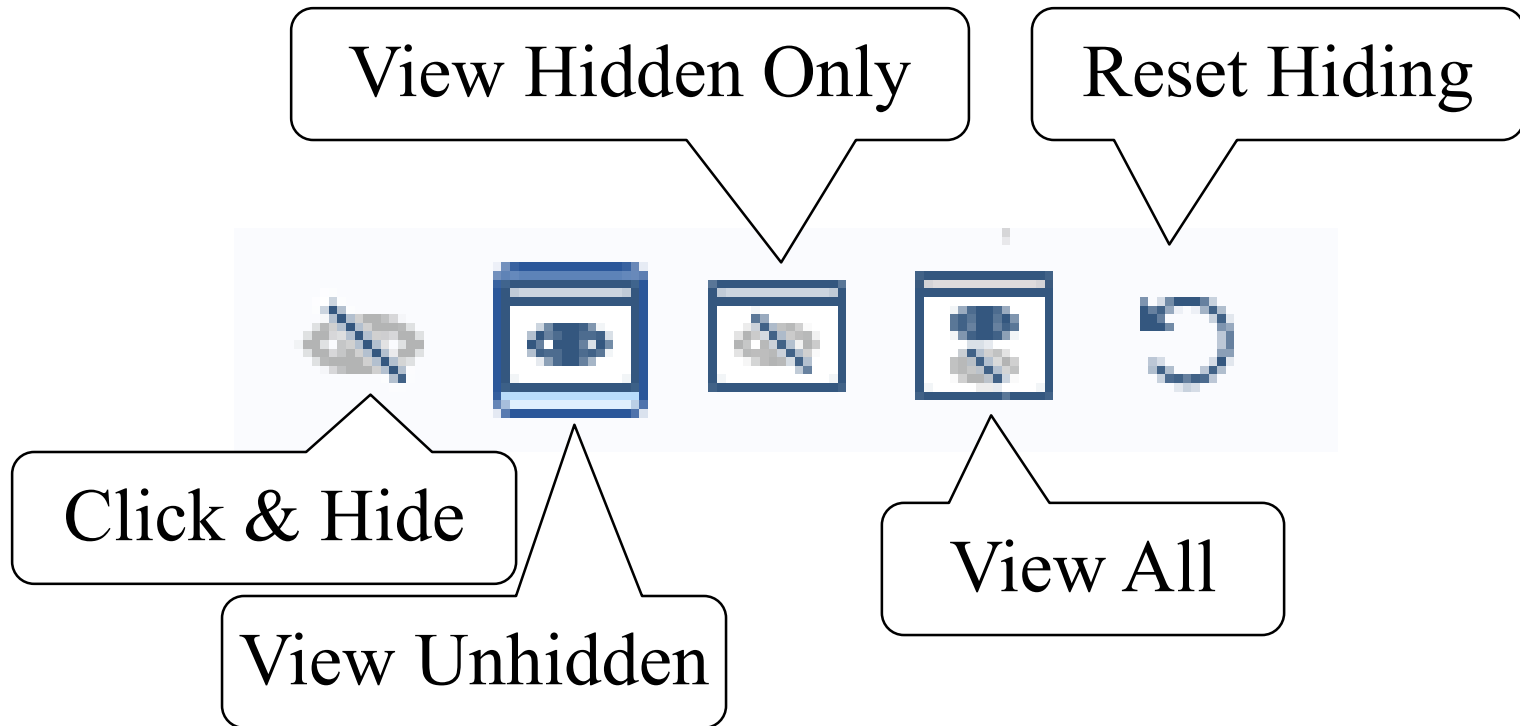 View Hidden Only
Reset Hiding
Click & Hide
View All
View Unhidden